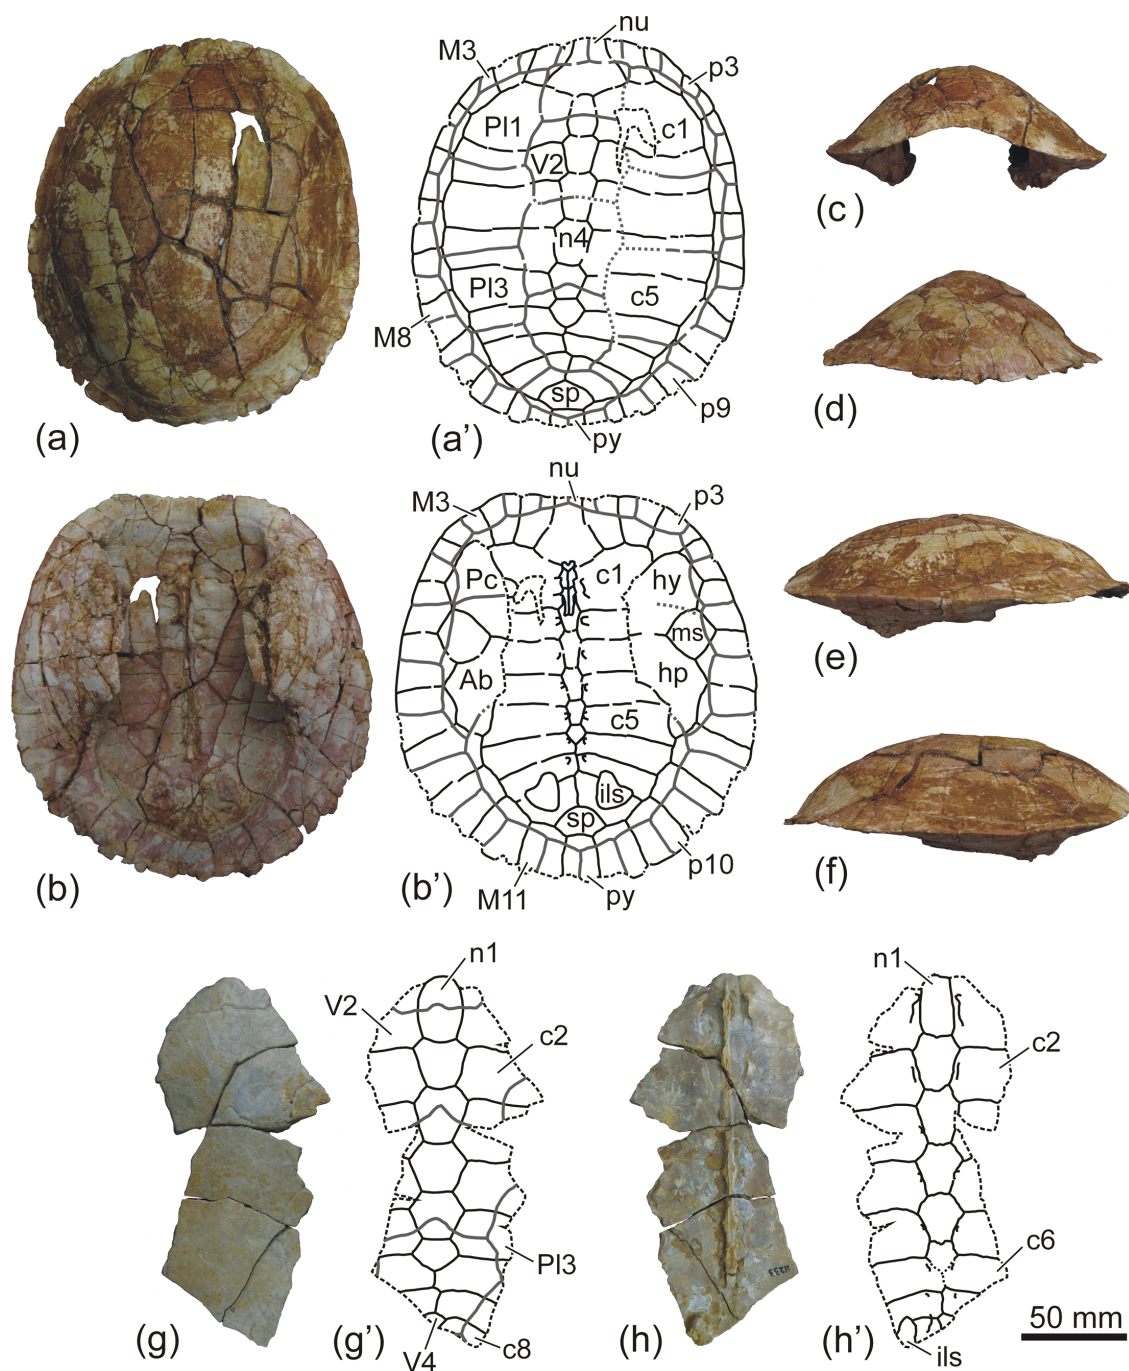 nu
M3
p3
Pl1
c1
V2
n4
Pl3
c5
M8
sp
p9
py
(a)
(a')
(c)
(d)
nu
M3
p3
Pc
c1
hy
ms
Ab
hp
c5
ils
sp
p10
M11
py
(b)
(b')
(e)
(f)
n1
V2
c2
Pl3
c8
V4
n1
c2
c6
ils
50 mm
(g)
(g')
(h)
(h')